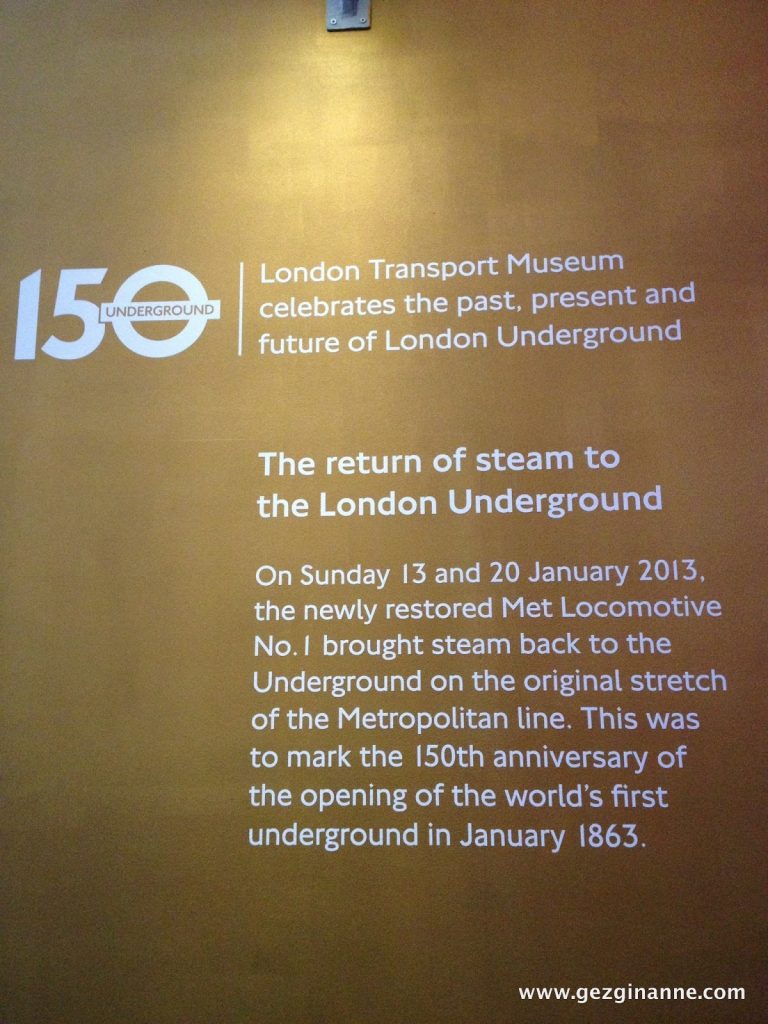 150
UNDERGROUND
London Transport Museum
celebrates the past, present and
future of London Underground
The return of steam to
the London Underground
On Sunday 13 and 20 January 2013,
the newly restored Met Locomotive
No.1 brought steam back to the
Underground on the original stretch
of the Metropolitan line. This was
to mark the 150th anniversary of
the opening of the world's first
underground in January 1863.
www.gezginanne.com